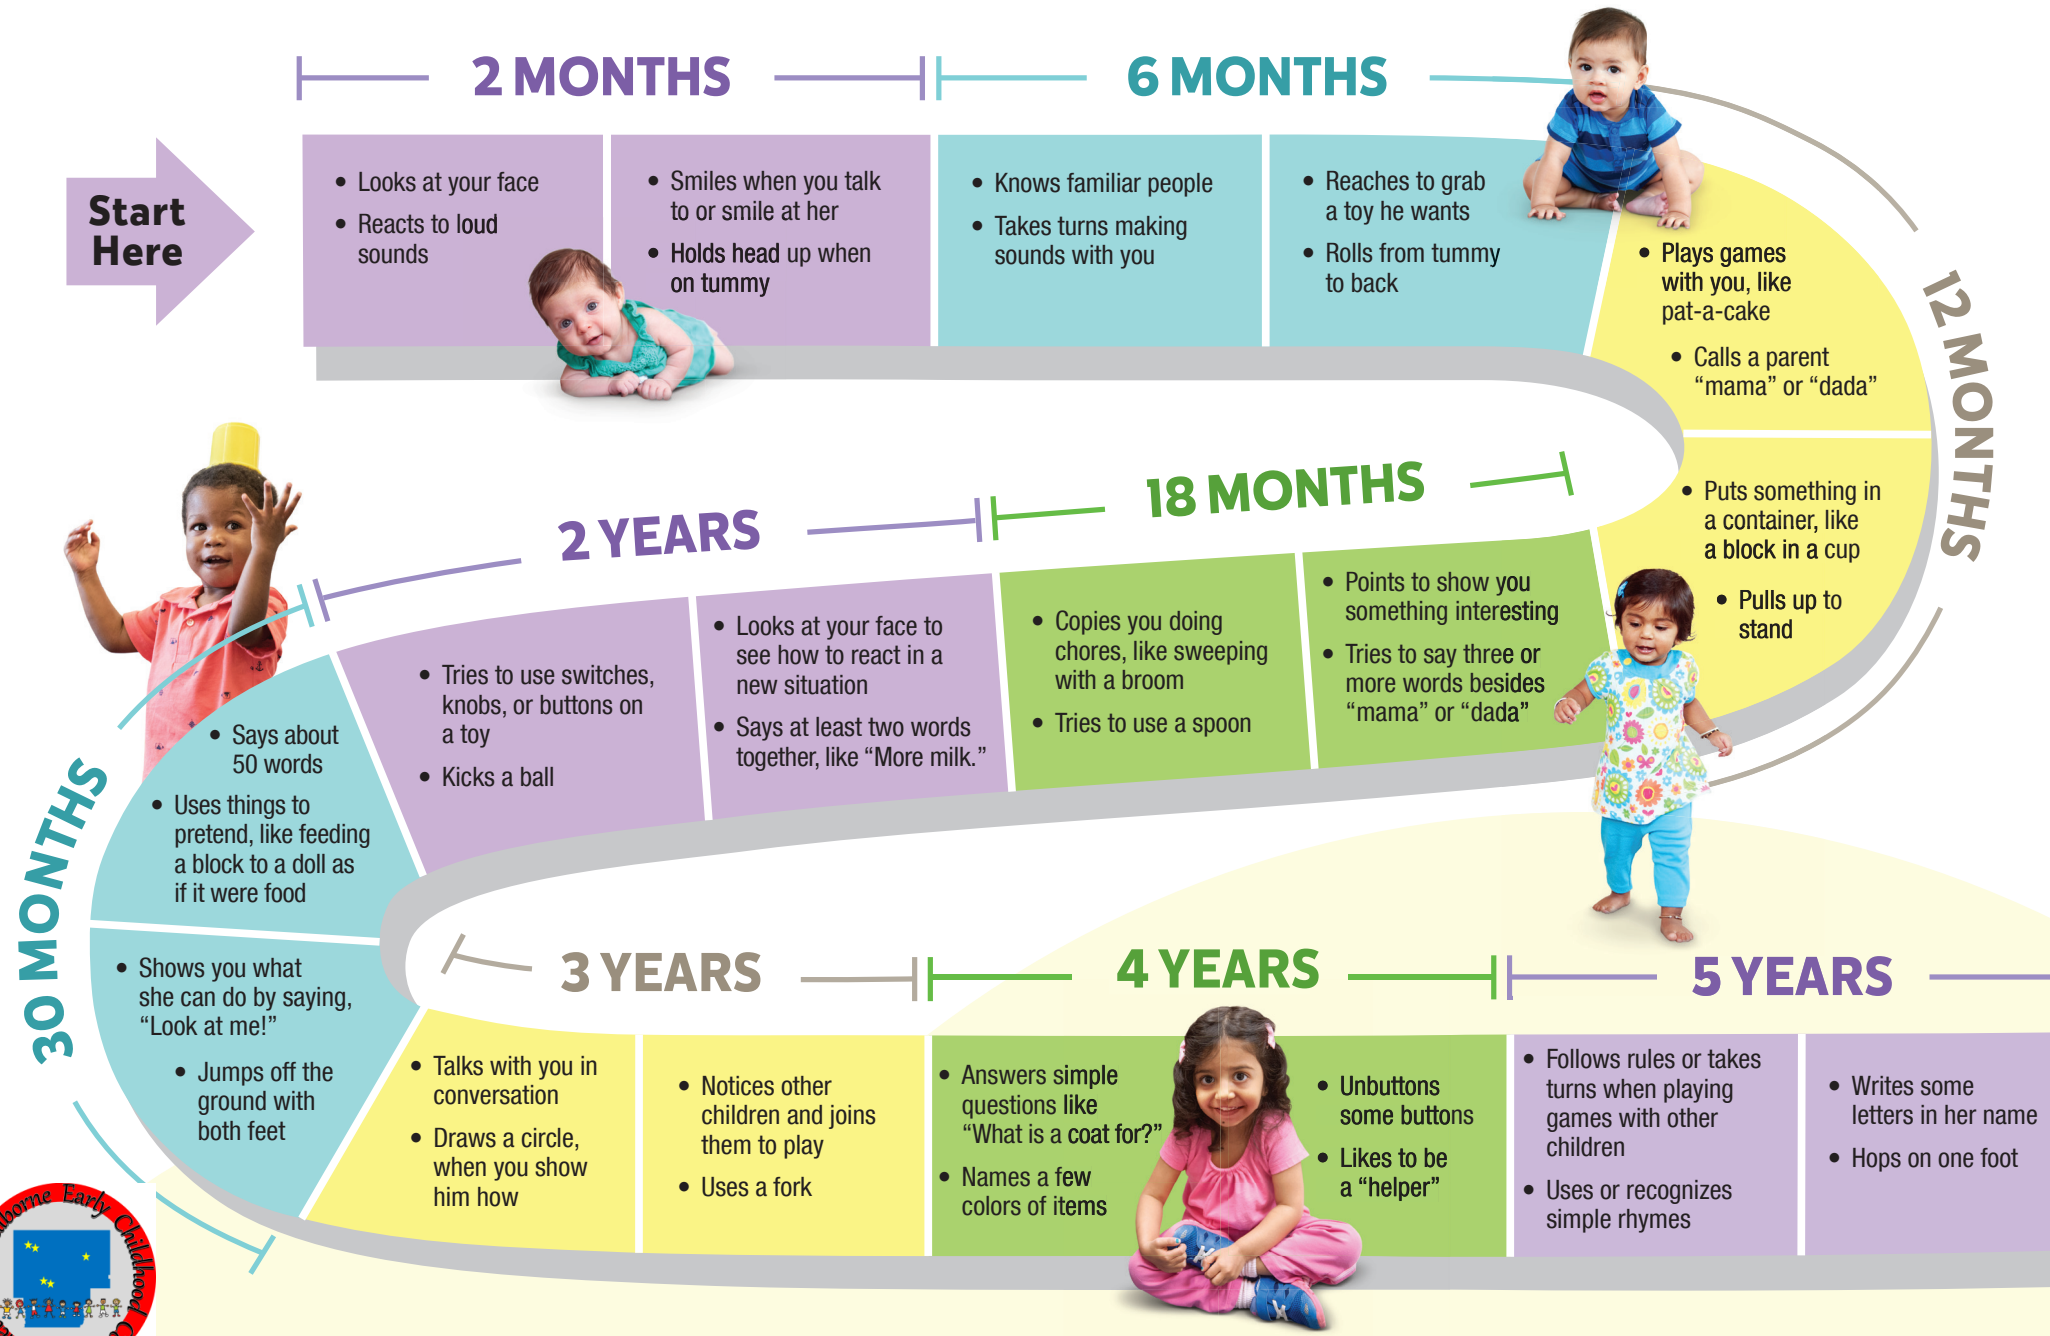 2 MONTHS
6 MONTHS
Start
Here
• Looks at your face
• Reacts to loud
sounds
• Smiles when you talk
to or smile at her
• Holds head up when
on tummy
• Knows familiar people
• Takes turns making
sounds with you
• Reaches to grab
a toy he wants
• Rolls from tummy
to back
12 MONTHS
• Plays games
with you, like
pat-a-cake
• Calls a parent
“mama” or “dada”
• Puts something in
a container, like
a block in a cup
• Pulls up to
stand
18 MONTHS
• Points to show you
something interesting
• Tries to say three or
more words besides
“mama” or “dada”
• Copies you doing
chores, like sweeping
with a broom
• Tries to use a spoon
2 YEARS
• Looks at your face to
see how to react in a
new situation
• Says at least two words
together, like “More milk.”
• Tries to use switches,
knobs, or buttons on
a toy
• Kicks a ball
30 MONTHS
• Says about
50 words
• Uses things to
pretend, like feeding
a block to a doll as
if it were food
• Shows you what
she can do by saying,
“Look at me!”
• Jumps off the
ground with
both feet
3 YEARS
• Talks with you in
conversation
• Draws a circle,
when you show
him how
• Notices other
children and joins
them to play
• Uses a fork
4 YEARS
• Answers simple
questions like
“What is a coat for?”
• Names a few
colors of items
• Unbuttons
some buttons
• Likes to be
a “helper”
5 YEARS
• Follows rules or takes
turns when playing
games with other
children
• Uses or recognizes
simple rhymes
• Writes some
letters in her name
• Hops on one foot
Early Childhood